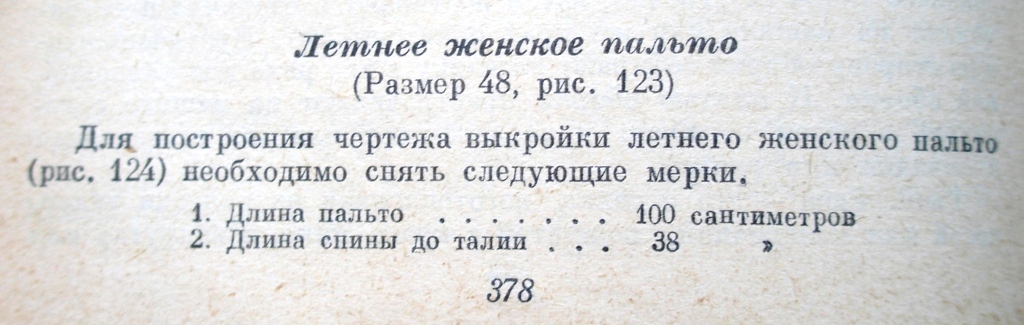 Летнее женское пальто
(Размер 48, рис. 123)
Для построения чертежа выкройки летнего женского пальто
(рис. 124) необходимо снять следующие мерки.
1. Длина пальто . . . . . . . 100 сантиметров
2. Длина спины до талии . . . 38 »
378